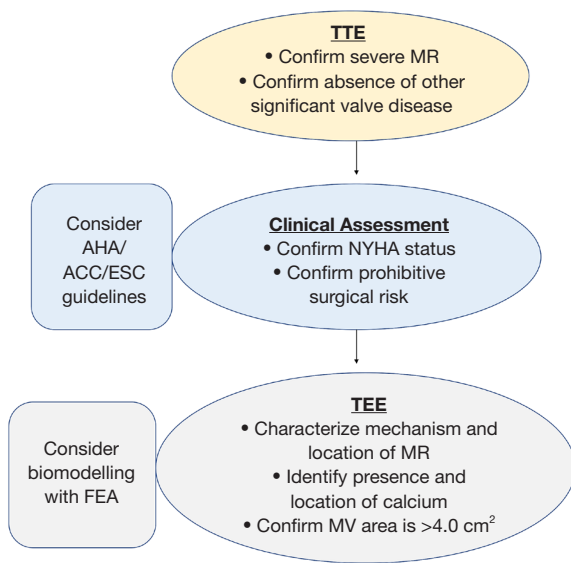 TTE
• Confirm severe MR
• Confirm absence of other
significant valve disease
Consider
AHA/
ACC/ESC
guidelines
Clinical Assessment
• Confirm NYHA status
• Confirm prohibitive
surgical risk
Consider
biomodelling
with FEA
TEE
• Characterize mechanism and
location of MR
• Identify presence and
location of calcium
• Confirm MV area is >4.0 cm²